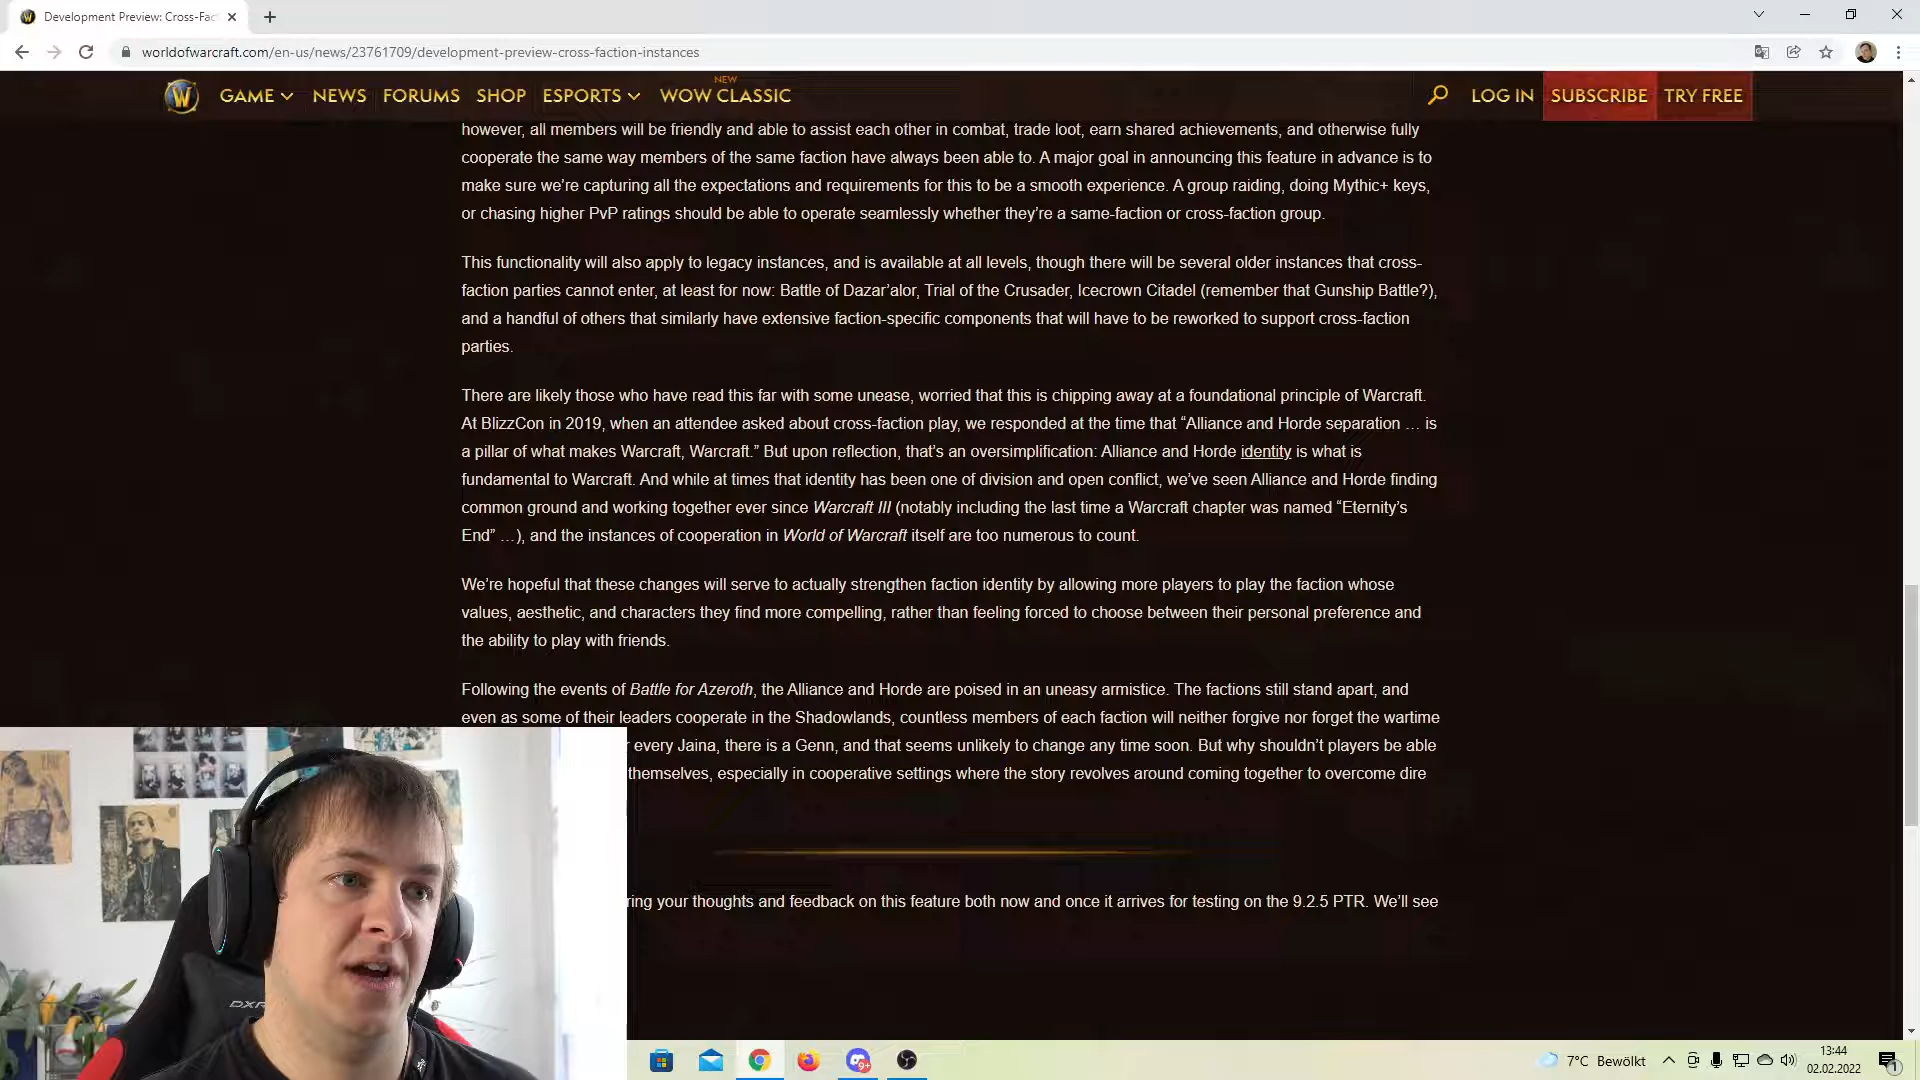 Development Preview: Cross-Fac
worldofwarcraft.com/en-us/news/23761709/development-preview-cross-faction-instances
W GAME NEWS FORUMS SHOP ESPORTS NEW WOW CLASSIC LOG IN SUBSCRIBE TRY FREE
however, all members will be friendly and able to assist each other in combat, trade loot, earn shared achievements, and otherwise fully
cooperate the same way members of the same faction have always been able to. A major goal in announcing this feature in advance is to
make sure we’re capturing all the expectations and requirements for this to be a smooth experience. A group raiding, doing Mythic+ keys,
or chasing higher PvP ratings should be able to operate seamlessly whether they’re a same-faction or cross-faction group.
This functionality will also apply to legacy instances, and is available at all levels, though there will be several older instances that cross-
faction parties cannot enter, at least for now: Battle of Dazar’alor, Trial of the Crusader, Icecrown Citadel (remember that Gunship Battle?),
and a handful of others that similarly have extensive faction-specific components that will have to be reworked to support cross-faction
parties.
There are likely those who have read this far with some unease, worried that this is chipping away at a foundational principle of Warcraft.
At BlizzCon in 2019, when an attendee asked about cross-faction play, we responded at the time that “Alliance and Horde separation … is
a pillar of what makes Warcraft, Warcraft.” But upon reflection, that’s an oversimplification: Alliance and Horde identity is what is
fundamental to Warcraft. And while at times that identity has been one of division and open conflict, we’ve seen Alliance and Horde finding
common ground and working together ever since Warcraft III (notably including the last time a Warcraft chapter was named “Eternity’s
End” …), and the instances of cooperation in World of Warcraft itself are too numerous to count.
We’re hopeful that these changes will serve to actually strengthen faction identity by allowing more players to play the faction whose
values, aesthetic, and characters they find more compelling, rather than feeling forced to choose between their personal preference and
the ability to play with friends.
Following the events of Battle for Azeroth, the Alliance and Horde are poised in an uneasy armistice. The factions still stand apart, and
even as some of their leaders cooperate in the Shadowlands, countless members of each faction will neither forgive nor forget the wartime
every Jaina, there is a Genn, and that seems unlikely to change any time soon. But why shouldn’t players be able
themselves, especially in cooperative settings where the story revolves around coming together to overcome dire
ring your thoughts and feedback on this feature both now and once it arrives for testing on the 9.2.5 PTR. We’ll see
DXR
9+
7°C Bewölkt
13:44
02.02.2022
1